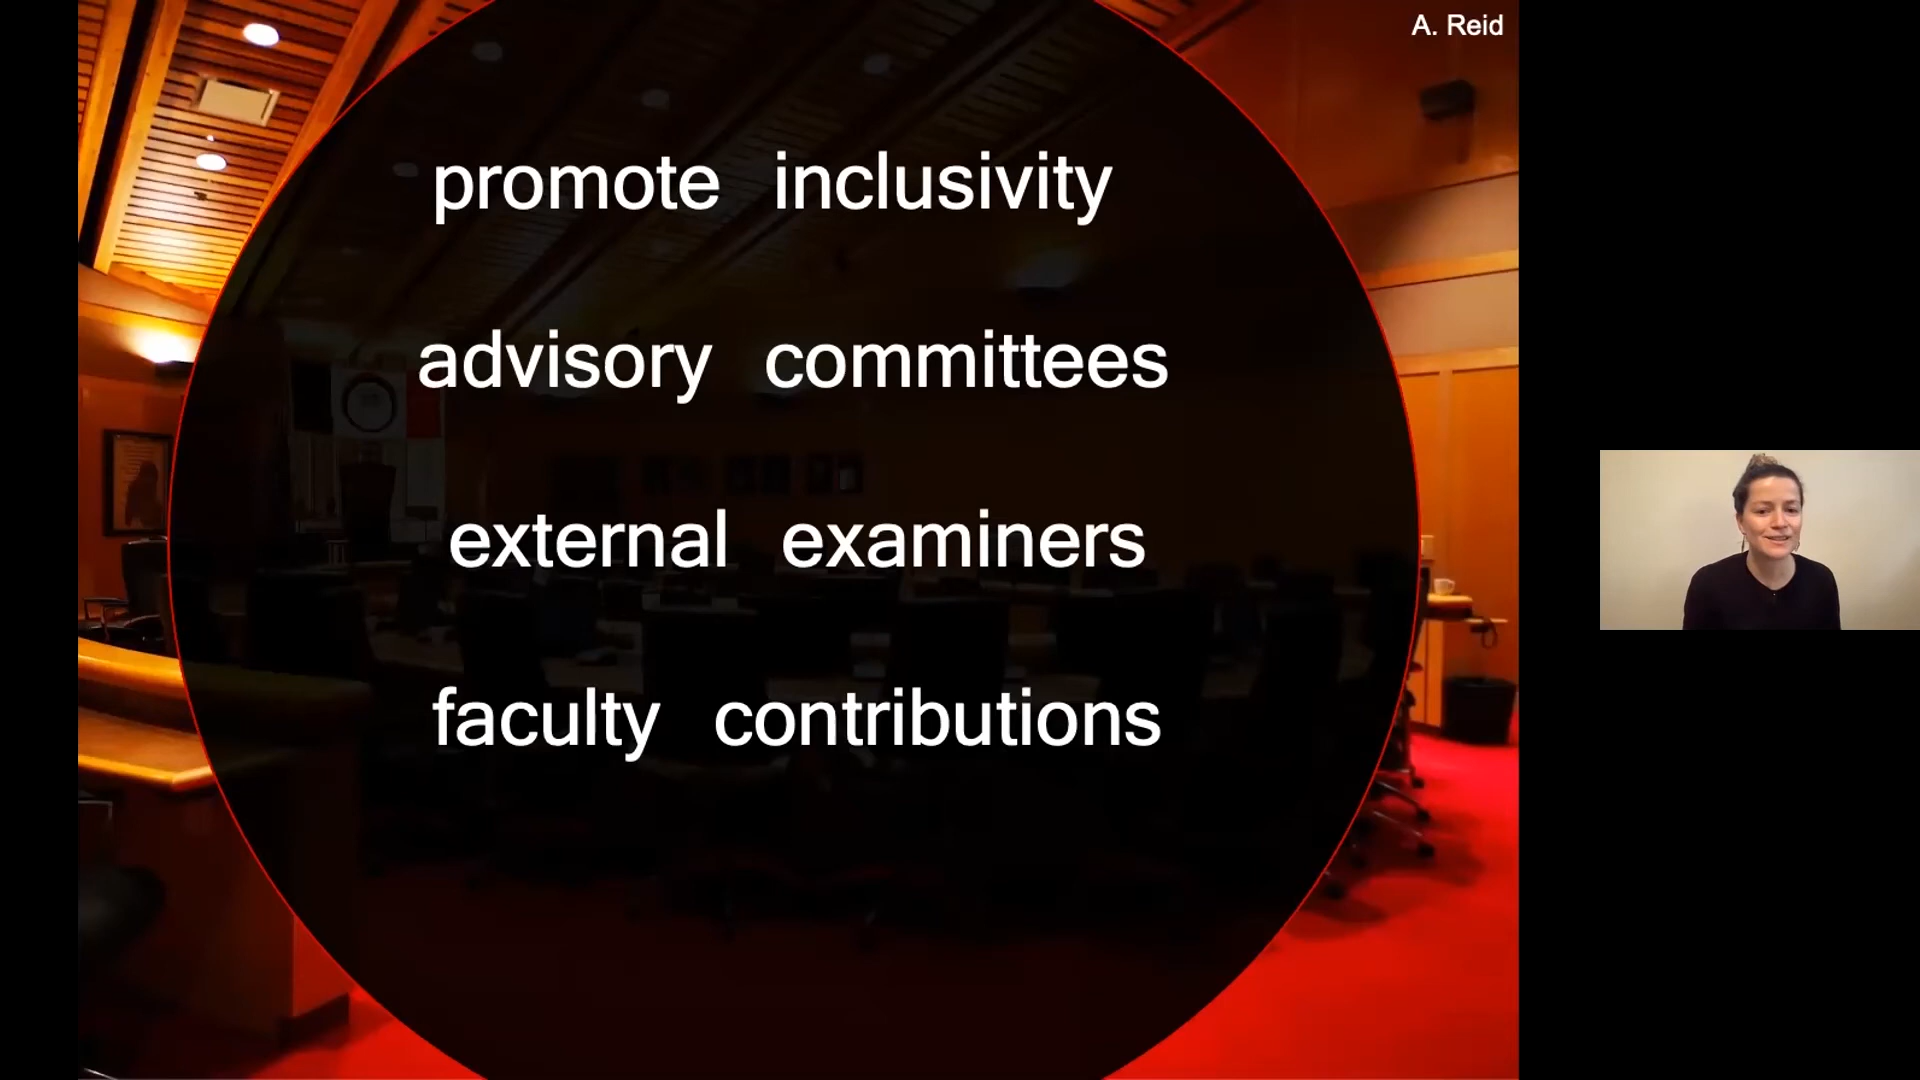 A. Reid
promote inclusivity
advisory committees
external examiners
faculty contributions